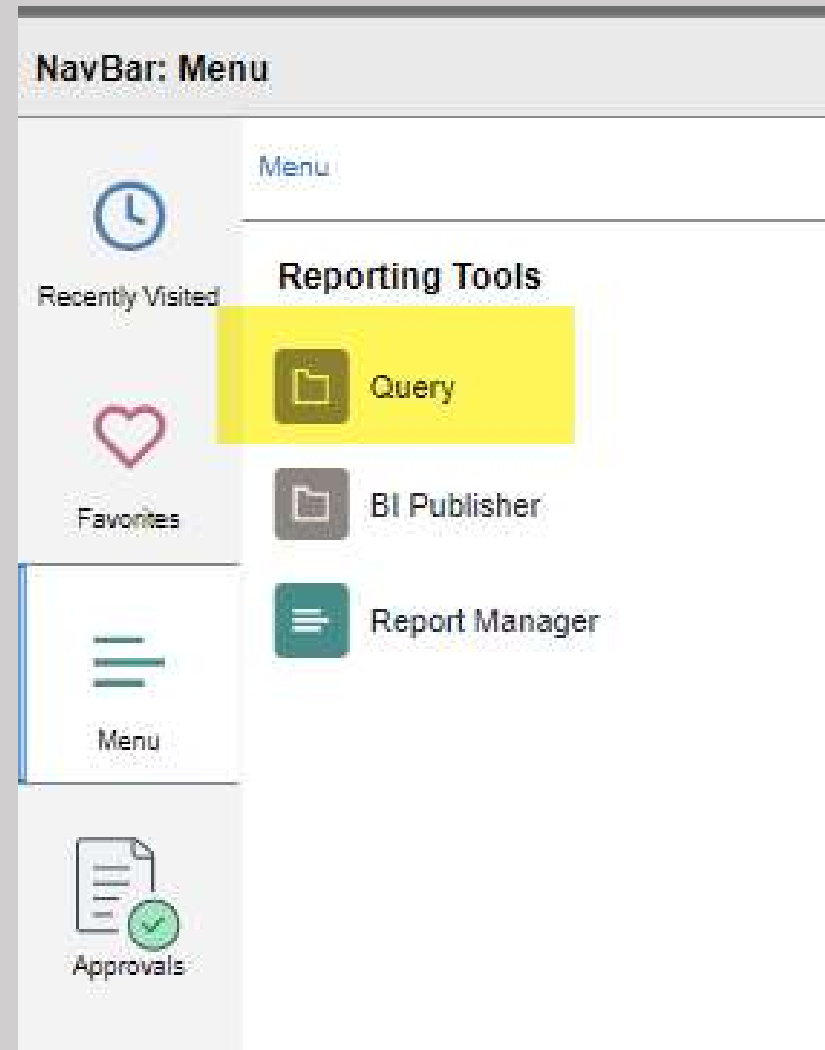 NavBar: Menu
Menu
Recently Visited
Reporting Tools
Query
Favorites
BI Publisher
Report Manager
Menu
Approvals